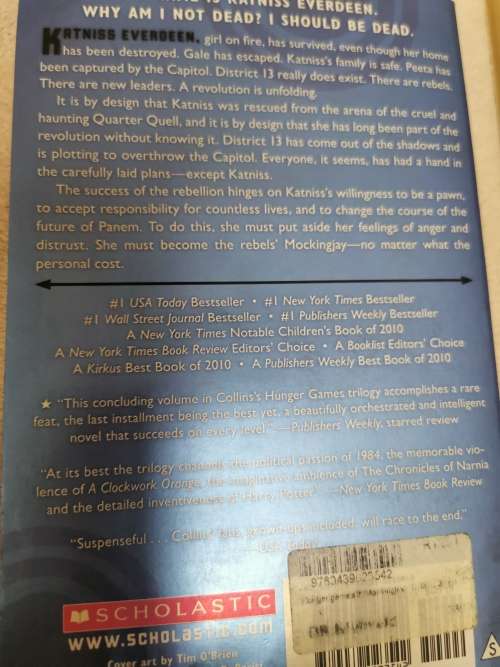 KATNISS EVERDEEN.
WHY AM I NOT DEAD? I SHOULD BE DEAD.
KATNISS EVERDEEN, girl on fire, has survived, even though her home
has been destroyed. Gale has escaped. Katniss's family is safe. Peeta has
been captured by the Capitol. District 13 really does exist. There are rebels.
There are new leaders. A revolution is unfolding.
It is by design that Katniss was rescued from the arena of the cruel and
haunting Quarter Quell, and it is by design that she has long been part of the
revolution without knowing it. District 13 has come out of the shadows and
is plotting to overthrow the Capitol. Everyone, it seems, has had a hand in
the carefully laid plans—except Katniss.
The success of the rebellion hinges on Katniss's willingness to be a pawn,
to accept responsibility for countless lives, and to change the course of the
future of Panem. To do this, she must put aside her feelings of anger and
distrust. She must become the rebels' Mockingjay—no matter what the
personal cost.
#1 USA Today Bestseller • #1 New York Times Bestseller
#1 Wall Street Journal Bestseller • #1 Publishers Weekly Bestseller
A New York Times Notable Children's Book of 2010
A New York Times Book Review Editors' Choice • A Booklist Editors' Choice
A Kirkus Best Book of 2010 • A Publishers Weekly Best Book of 2010
★ "This concluding volume in Collins's Hunger Games trilogy accomplishes a rare
feat, the last installment being the best yet, a beautifully orchestrated and intelligent
novel that succeeds on every level." —Publishers Weekly, starred review
"At its best the trilogy channels the political passion of 1984, the memorable vio-
lence of A Clockwork Orange, the imaginative ambience of The Chronicles of Narnia
and the detailed inventiveness of Harry Potter." —New York Times Book Review
"Suspenseful . . . Collins' fans, grown-ups included, will race to the end."
—USA Today
SCHOLASTIC
WWW.SCHOLASTIC.COM
Cover art by Tim O'Brien